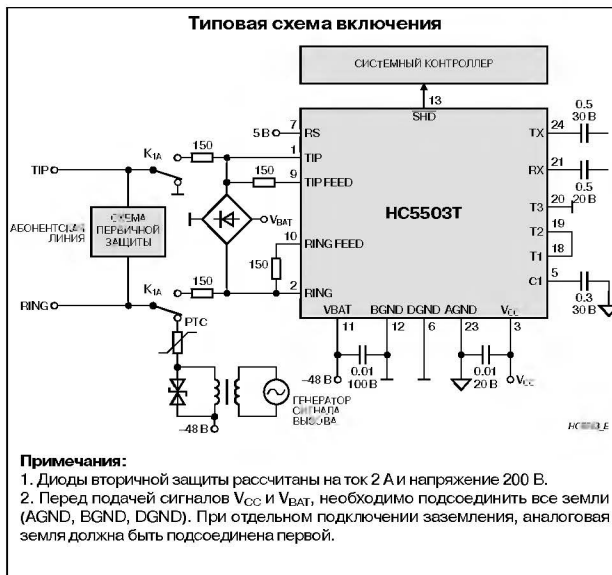 Типовая схема включения
СИСТЕМНЫЙ КОНТРОЛЛЕР
13
SHD
5 В
7
RS
TX
24
0.5
30 В
K1A
150
1
TIP
TIP
150
9
TIP FEED
RX
21
0.5
20 В
VBAT
HC5503T
T3
20
АБОНЕНТСКАЯ
ЛИНИЯ
СХЕМА
ПЕРВИЧНОЙ
ЗАЩИТЫ
10
RING FEED
150
T2
19
T1
18
RING
K1A
150
2
RING
C1
5
0.3
30 В
VBAT
BGND
DGND
AGND
VCC
11
12
6
23
3
PTC
–48 В
0.01
100 В
0.01
20 В
VCC
ГЕНЕРАТОР
СИГНАЛА
ВЫЗОВА
–48 В
Примечания:
1. Диоды вторичной защиты рассчитаны на ток 2 А и напряжение 200 В.
2. Перед подачей сигналов VCC и VBAT, необходимо подсоединить все земли
(AGND, BGND, DGND). При отдельном подключении заземления, аналоговая
земля должна быть подсоединена первой.